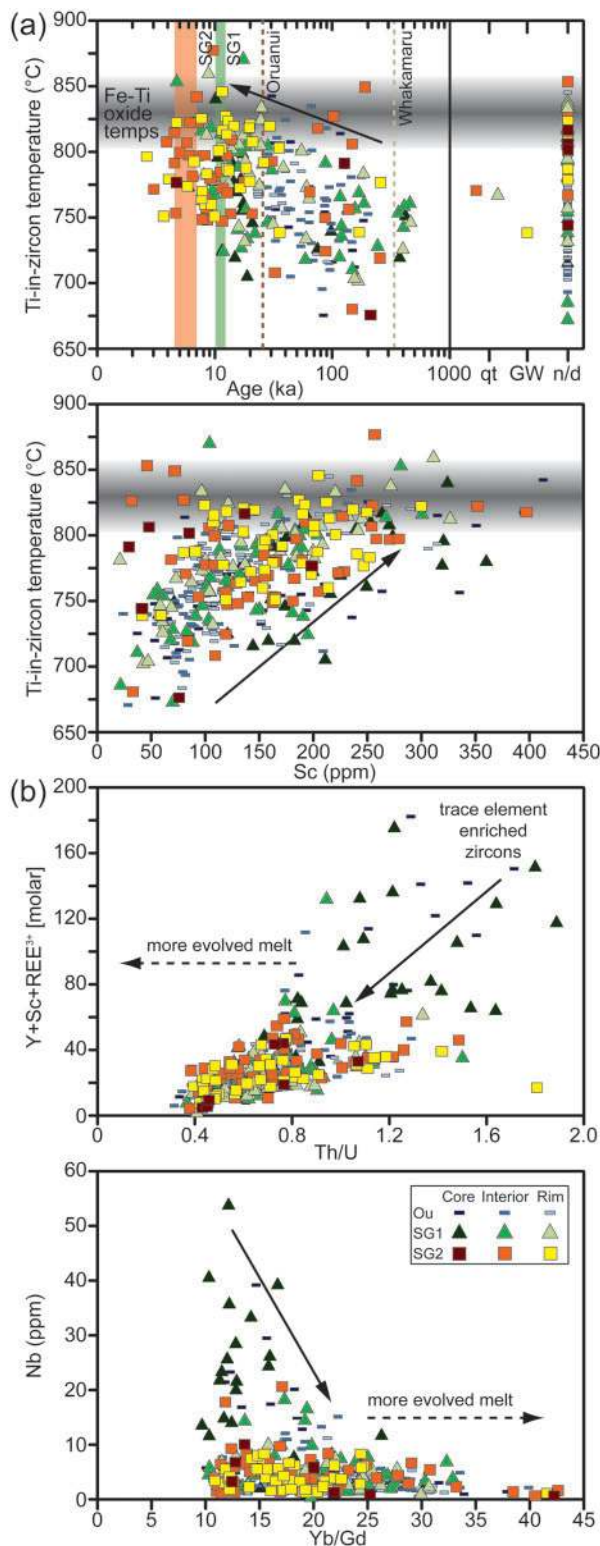 (a)
900
850
800
750
700
650
Ti-in-zircon temperature (°C)
SG2
SG1
Oruanui
Whakamaru
Fe-Ti
oxide
temps
0 10 100 1000 qt GW n/d
Age (ka)
900
850
800
750
700
650
Ti-in-zircon temperature (°C)
0 50 100 150 200 250 300 350 400 450
Sc (ppm)
(b)
200
160
120
80
40
0
Y+Sc+REE³⁺ [molar]
trace element
enriched
zircons
more evolved melt
0 0.4 0.8 1.2 1.6 2.0
Th/U
60
50
40
30
20
10
0
Nb (ppm)
Core Interior Rim
Ou
SG1
SG2
more evolved melt
0 5 10 15 20 25 30 35 40 45
Yb/Gd